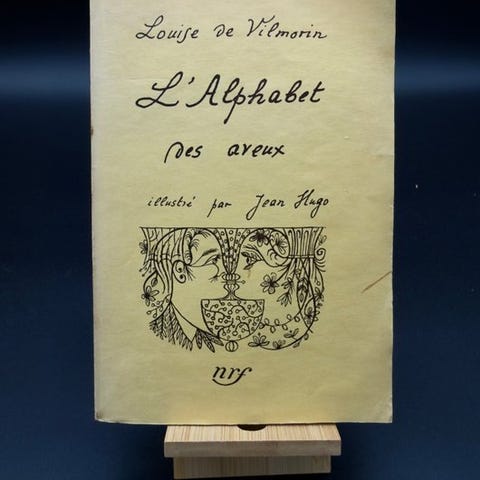 Louise de Vilmorin
L'Alphabet
des aveux
illustré par Jean Hugo
nrf